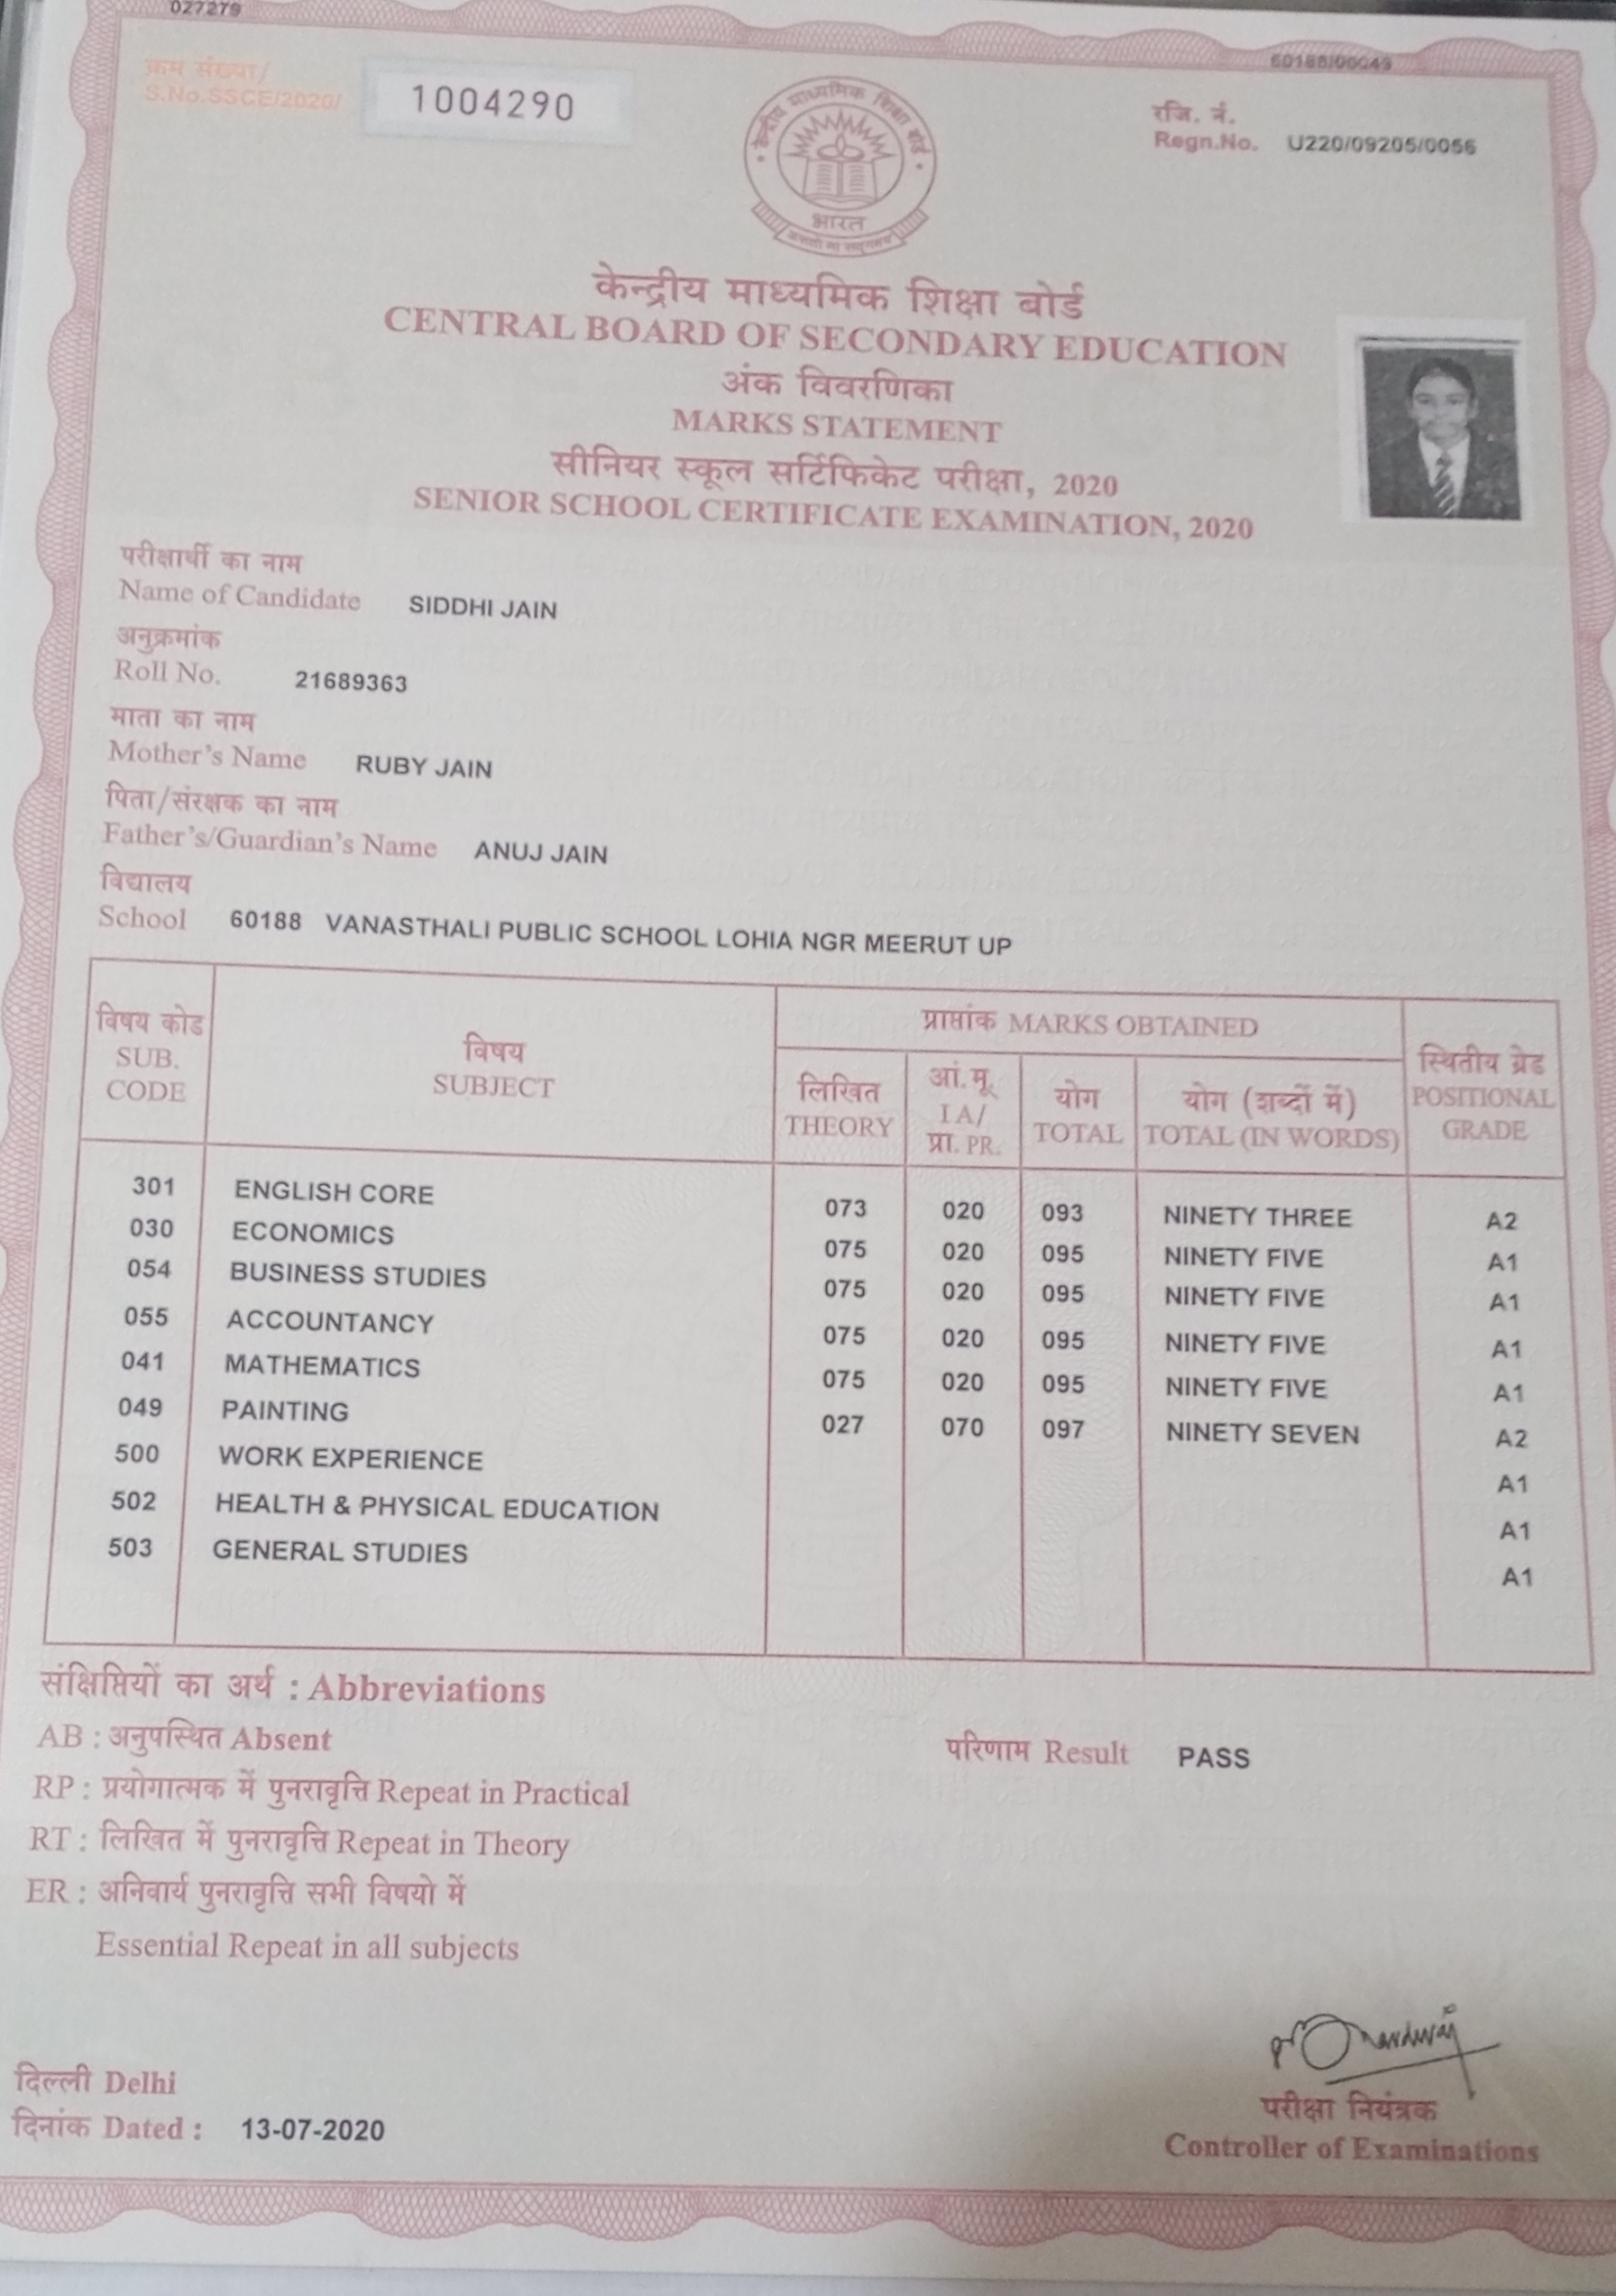 027279
60188/00049
क्रम संख्या/
S.No.SSCE/2020/ 1004290
रजि. नं.
Regn.No. U220/09205/0056
केन्द्रीय माध्यमिक शिक्षा बोर्ड
भारत
असतो मा सद्गमय
केन्द्रीय माध्यमिक शिक्षा बोर्ड
CENTRAL BOARD OF SECONDARY EDUCATION
अंक विवरणिका
MARKS STATEMENT
सीनियर स्कूल सर्टिफिकेट परीक्षा, 2020
SENIOR SCHOOL CERTIFICATE EXAMINATION, 2020
परीक्षार्थी का नाम
Name of Candidate SIDDHI JAIN
अनुक्रमांक
Roll No. 21689363
माता का नाम
Mother's Name RUBY JAIN
पिता/संरक्षक का नाम
Father's/Guardian's Name ANUJ JAIN
विद्यालय
School 60188 VANASTHALI PUBLIC SCHOOL LOHIA NGR MEERUT UP
विषय कोड
SUB.
CODE
विषय
SUBJECT
प्राप्तांक MARKS OBTAINED
लिखित
THEORY
आं.मू.
I A/
प्रा. PR.
योग
TOTAL
योग (शब्दों में)
TOTAL (IN WORDS)
स्थितीय ग्रेड
POSITIONAL
GRADE
301 ENGLISH CORE 073 020 093 NINETY THREE A2
030 ECONOMICS 075 020 095 NINETY FIVE A1
054 BUSINESS STUDIES 075 020 095 NINETY FIVE A1
055 ACCOUNTANCY 075 020 095 NINETY FIVE A1
041 MATHEMATICS 075 020 095 NINETY FIVE A1
049 PAINTING 027 070 097 NINETY SEVEN A2
500 WORK EXPERIENCE A1
502 HEALTH & PHYSICAL EDUCATION A1
503 GENERAL STUDIES A1
संक्षिप्तियों का अर्थ : Abbreviations
AB : अनुपस्थित Absent
परिणाम Result PASS
RP : प्रयोगात्मक में पुनरावृत्ति Repeat in Practical
RT : लिखित में पुनरावृत्ति Repeat in Theory
ER : अनिवार्य पुनरावृत्ति सभी विषयो में
Essential Repeat in all subjects
दिल्ली Delhi
दिनांक Dated : 13-07-2020
परीक्षा नियंत्रक
Controller of Examinations